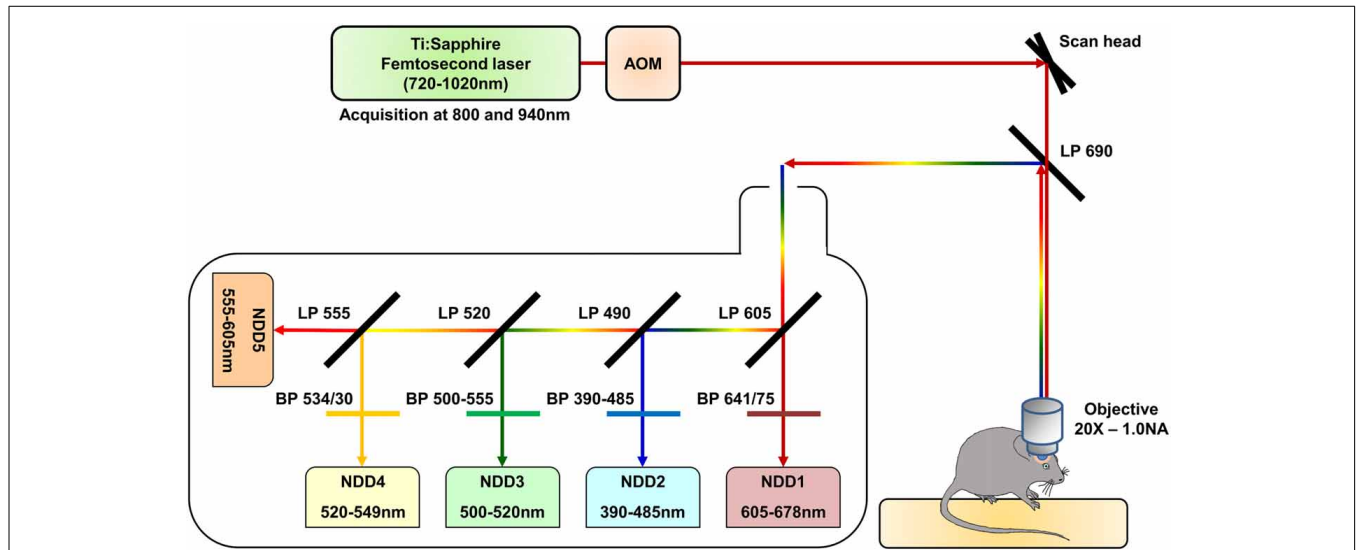 Ti:Sapphire
Femtosecond laser
(720-1020nm)
AOM
Scan head
Acquisition at 800 and 940nm
LP 690
NDD5
555-605nm
LP 555
LP 520
LP 490
LP 605
BP 534/30
BP 500-555
BP 390-485
BP 641/75
Objective
20X – 1.0NA
NDD4
520-549nm
NDD3
500-520nm
NDD2
390-485nm
NDD1
605-678nm